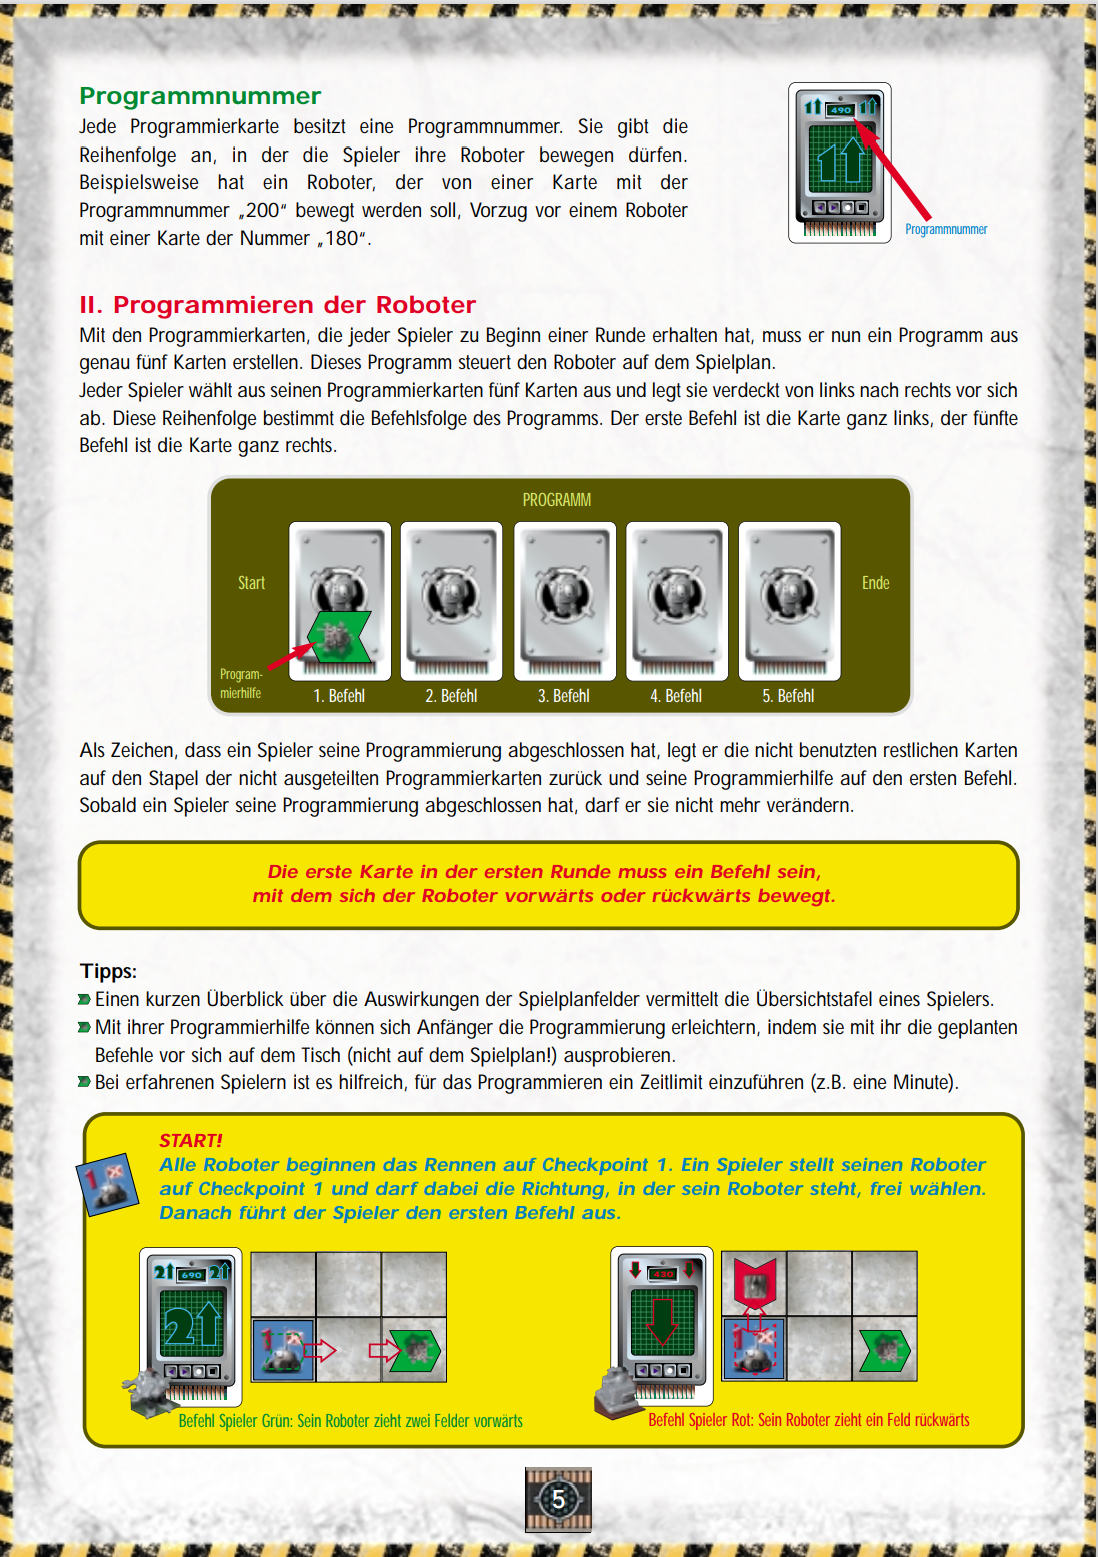 Programmnummer
Jede Programmierkarte besitzt eine Programmnummer. Sie gibt die
Reihenfolge an, in der die Spieler ihre Roboter bewegen dürfen.
Beispielsweise hat ein Roboter, der von einer Karte mit der
Programmnummer „200“ bewegt werden soll, Vorzug vor einem Roboter
mit einer Karte der Nummer „180“.
490
Programmnummer
II. Programmieren der Roboter
Mit den Programmierkarten, die jeder Spieler zu Beginn einer Runde erhalten hat, muss er nun ein Programm aus
genau fünf Karten erstellen. Dieses Programm steuert den Roboter auf dem Spielplan.
Jeder Spieler wählt aus seinen Programmierkarten fünf Karten aus und legt sie verdeckt von links nach rechts vor sich
ab. Diese Reihenfolge bestimmt die Befehlsfolge des Programms. Der erste Befehl ist die Karte ganz links, der fünfte
Befehl ist die Karte ganz rechts.
PROGRAMM
Start
Ende
Program-
mierhilfe
1. Befehl
2. Befehl
3. Befehl
4. Befehl
5. Befehl
Als Zeichen, dass ein Spieler seine Programmierung abgeschlossen hat, legt er die nicht benutzten restlichen Karten
auf den Stapel der nicht ausgeteilten Programmierkarten zurück und seine Programmierhilfe auf den ersten Befehl.
Sobald ein Spieler seine Programmierung abgeschlossen hat, darf er sie nicht mehr verändern.
Die erste Karte in der ersten Runde muss ein Befehl sein,
mit dem sich der Roboter vorwärts oder rückwärts bewegt.
Tipps:
Einen kurzen Überblick über die Auswirkungen der Spielplanfelder vermittelt die Übersichtstafel eines Spielers.
Mit ihrer Programmierhilfe können sich Anfänger die Programmierung erleichtern, indem sie mit ihr die geplanten
Befehle vor sich auf dem Tisch (nicht auf dem Spielplan!) ausprobieren.
Bei erfahrenen Spielern ist es hilfreich, für das Programmieren ein Zeitlimit einzuführen (z.B. eine Minute).
START!
Alle Roboter beginnen das Rennen auf Checkpoint 1. Ein Spieler stellt seinen Roboter
auf Checkpoint 1 und darf dabei die Richtung, in der sein Roboter steht, frei wählen.
Danach führt der Spieler den ersten Befehl aus.
1
2 690 2
2
1
430
1
Befehl Spieler Grün: Sein Roboter zieht zwei Felder vorwärts
Befehl Spieler Rot: Sein Roboter zieht ein Feld rückwärts
5